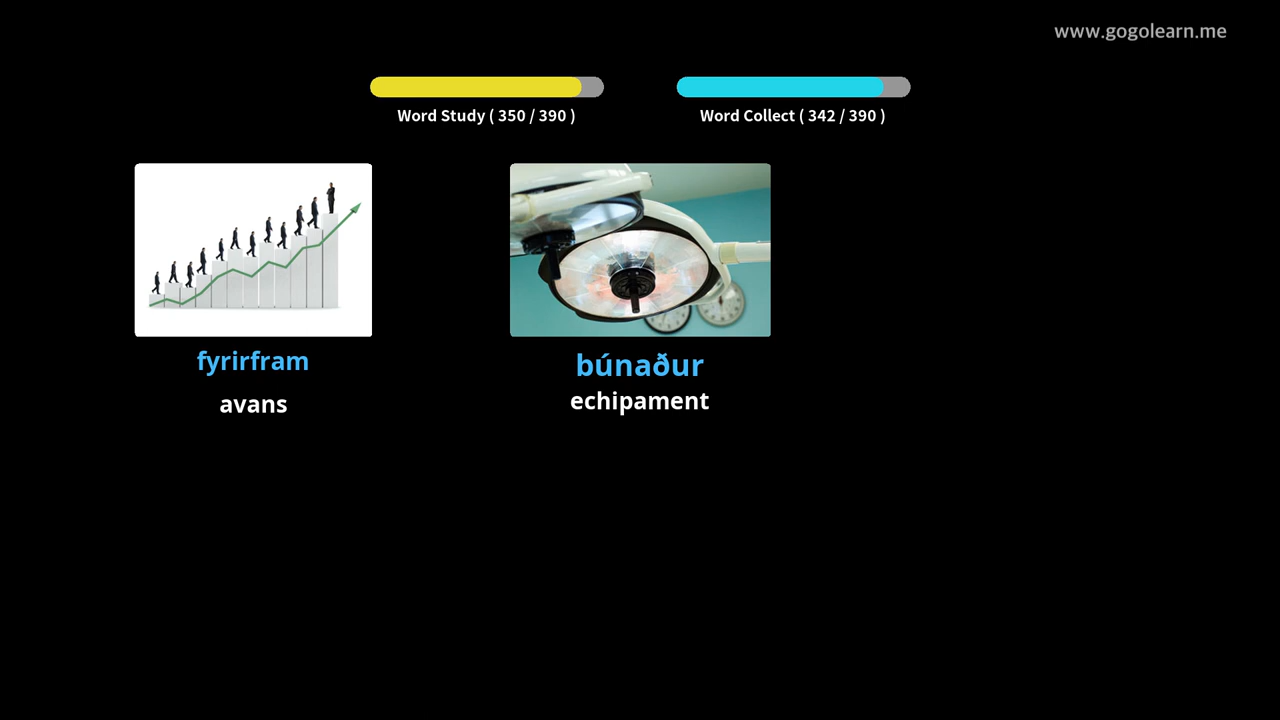 www.gogolearn.me
Word Study ( 350 / 390 )
Word Collect ( 342 / 390 )
fyrirfram
avans
búnaður
echipament